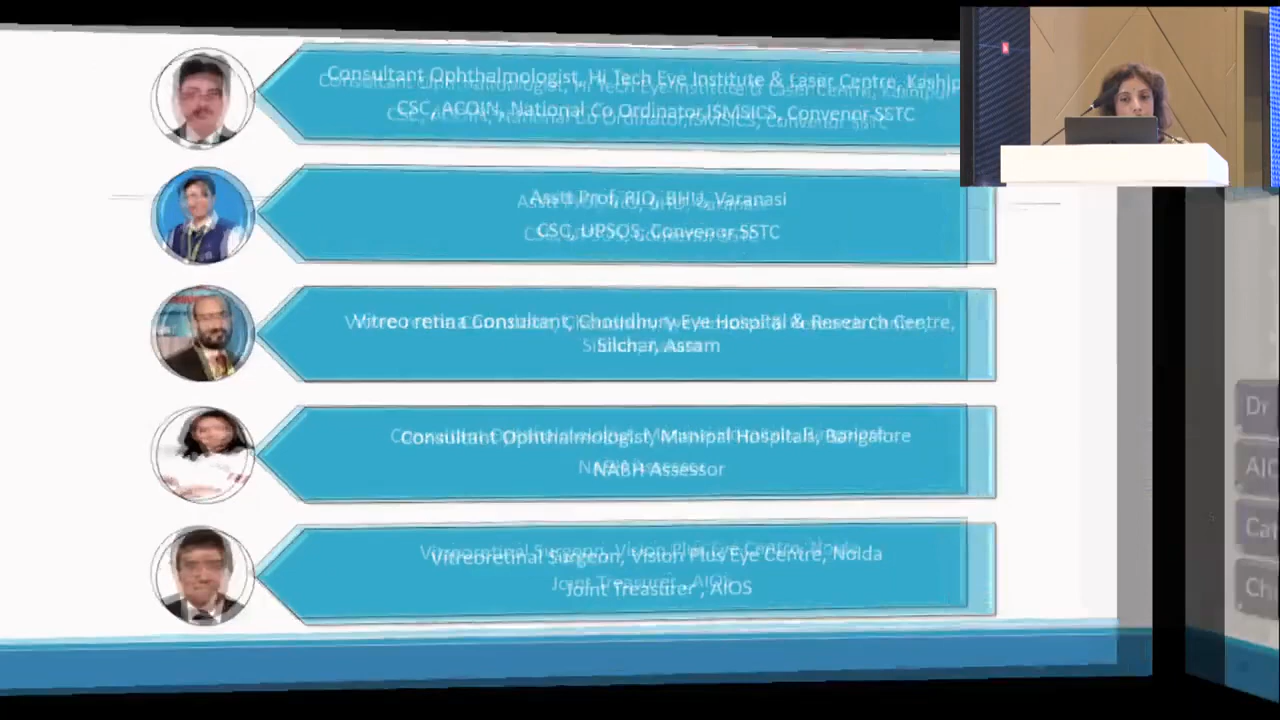 Consultant Ophthalmologist, Hi Tech Eye Institute & Laser Centre, Kaship
CSC, ACOIN, National Co Ordinator,ISMSICS, Convenor SSTC
Assit Prof, RIO, BHU, Varanasi
CSC, UPSOS, Convenor SSTC
Vitreo retina Consultant, Choudhury Eye Hospital & Research Centre,
Silchar, Assam
Consultant Ophthalmologist, Manipal Hospitals, Bangalore
NABH Assessor
Vitreoretinal Surgeon, Vision Plus Eye Centre, Noida
Joint Treasurer , AIOS
Dr